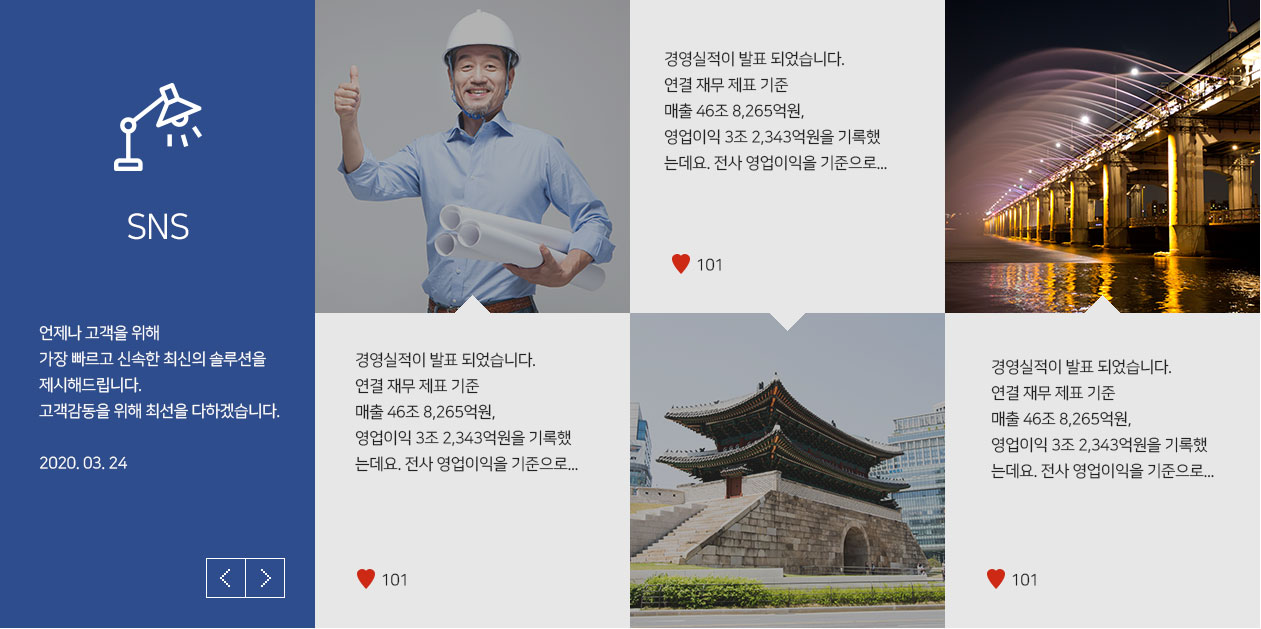 SNS
언제나 고객을 위해
가장 빠르고 신속한 최신의 솔루션을
제시해드립니다.
고객감동을 위해 최선을 다하겠습니다.
2020. 03. 24
경영실적이 발표 되었습니다.
연결 재무 제표 기준
매출 46조 8,265억원,
영업이익 3조 2,343억원을 기록했
는데요. 전사 영업이익을 기준으로...
101
경영실적이 발표 되었습니다.
연결 재무 제표 기준
매출 46조 8,265억원,
영업이익 3조 2,343억원을 기록했
는데요. 전사 영업이익을 기준으로...
101
경영실적이 발표 되었습니다.
연결 재무 제표 기준
매출 46조 8,265억원,
영업이익 3조 2,343억원을 기록했
는데요. 전사 영업이익을 기준으로...
101